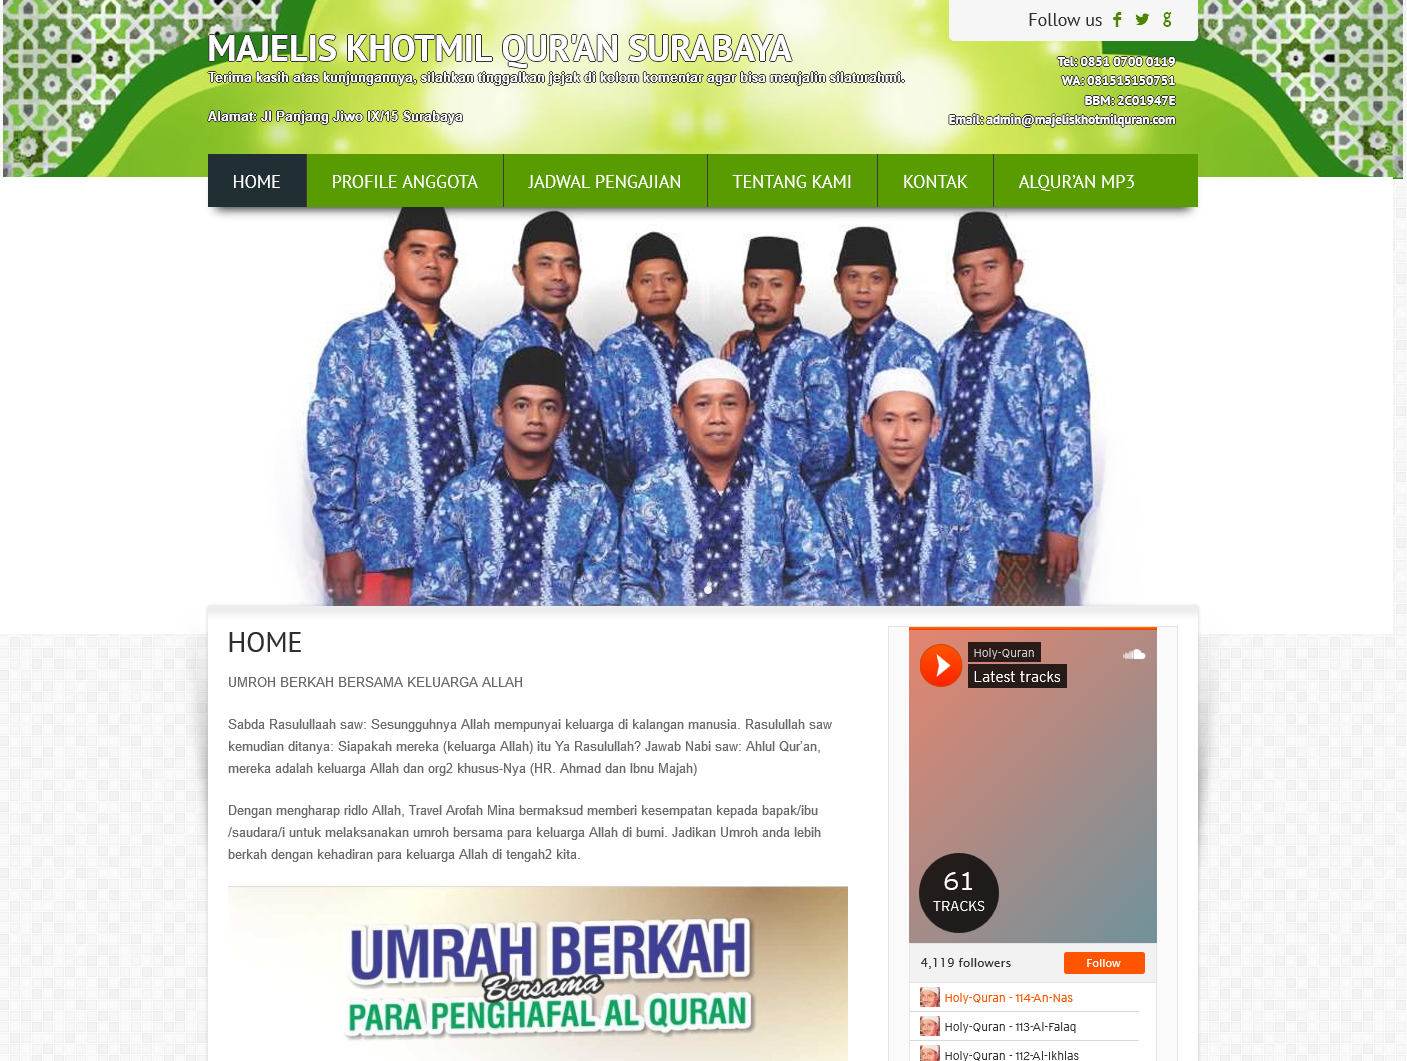 Follow us
MAJELIS KHOTMIL QUR'AN SURABAYA
Terima kasih atas kunjungannya, silahkan tinggalkan jejak di kolom komentar agar bisa menjalin silaturahmi.
Alamat: Jl Panjang Jiwo IX/15 Surabaya
Tel: 0851 0700 0119
WA: 081515150751
BBM: 2C01947E
Email: admin@majeliskhotmilquran.com
HOME PROFILE ANGGOTA JADWAL PENGAJIAN TENTANG KAMI KONTAK ALQUR’AN MP3
HOME
UMROH BERKAH BERSAMA KELUARGA ALLAH
Sabda Rasulullaah saw: Sesungguhnya Allah mempunyai keluarga di kalangan manusia. Rasulullah saw
kemudian ditanya: Siapakah mereka (keluarga Allah) itu Ya Rasulullah? Jawab Nabi saw: Ahlul Qur’an,
mereka adalah keluarga Allah dan org2 khusus-Nya (HR. Ahmad dan Ibnu Majah)
Dengan mengharap ridlo Allah, Travel Arofah Mina bermaksud memberi kesempatan kepada bapak/ibu
/saudara/i untuk melaksanakan umroh bersama para keluarga Allah di bumi. Jadikan Umroh anda lebih
berkah dengan kehadiran para keluarga Allah di tengah2 kita.
UMRAH BERKAH
Bersama
PARA PENGHAFAL AL QURAN
Holy-Quran
Latest tracks
61
TRACKS
4,119 followers Follow
Holy-Quran - 114-An-Nas
Holy-Quran - 113-Al-Falaq
Holy-Quran - 112-Al-Ikhlas